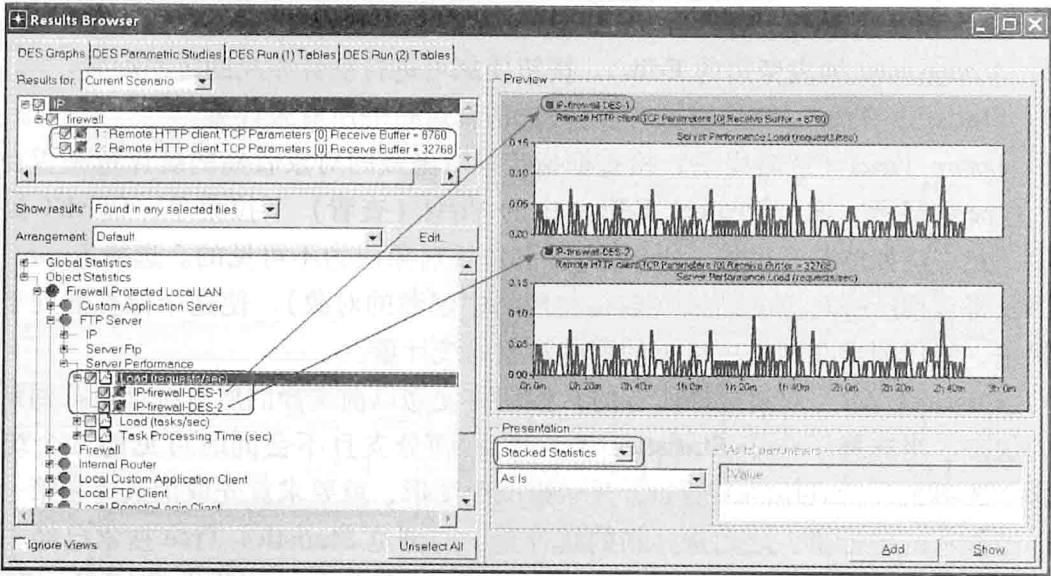 Results Browser
DES Graphs DES Parametric Studies DES Run (1) Tables DES Run (2) Tables
Results for: Current Scenario
IP
firewall
1 : Remote HTTP client.TCP Parameters [0].Receive Buffer = 8760
2 : Remote HTTP client.TCP Parameters [0].Receive Buffer = 32768
Show results: Found in any selected files
Arrangement: Default
Edit...
Global Statistics
Object Statistics
Firewall Protected Local LAN
Custom Application Server
FTP Server
IP
Server Ftp
Server Performance
Load (requests/sec)
IP-firewall-DES-1
IP-firewall-DES-2
Load (tasks/sec)
Task Processing Time (sec)
Firewall
Internal Router
Local Custom Application Client
Local FTP Client
Local Remote-Login Client
Ignore Views
Unselect All
Preview
IP-firewall-DES-1
Remote HTTP client.TCP Parameters [0].Receive Buffer = 8760
Server Performance.Load (requests/sec)
0.15
0.10
0.05
0.00
IP-firewall-DES-2
Remote HTTP client.TCP Parameters [0].Receive Buffer = 32768
Server Performance.Load (requests/sec)
0.15
0.10
0.05
0.00
0h 0m 0h 20m 0h 40m 1h 0m 1h 20m 1h 40m 2h 0m 2h 20m 2h 40m 3h 0m
Presentation
Stacked Statistics
As Is
As Is parameters
Value
Add
Show